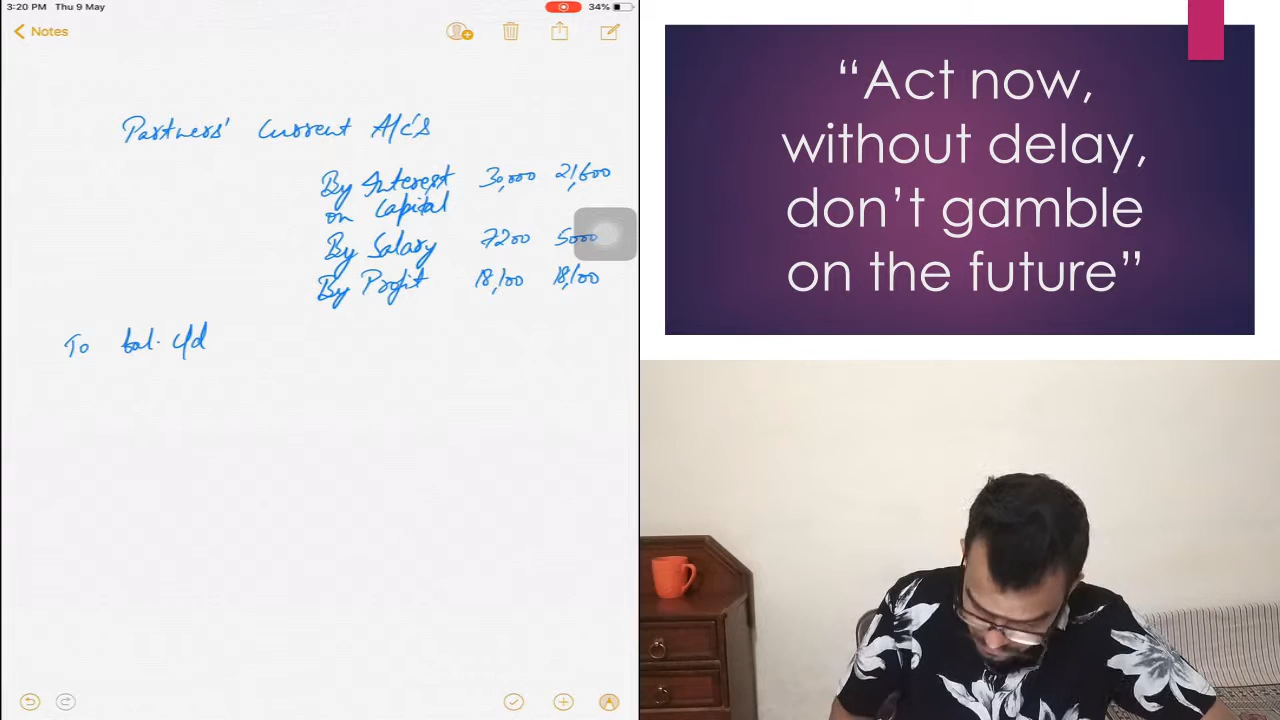 3:20 PM Thu 9 May
34%
Notes
Partners' Current A/C's
By Interest 30,000 21,600
on Capital
By Salary 7200 5000
By Profit 18,100 18,100
To bal. c/d
“Act now,
without delay,
don’t gamble
on the future”